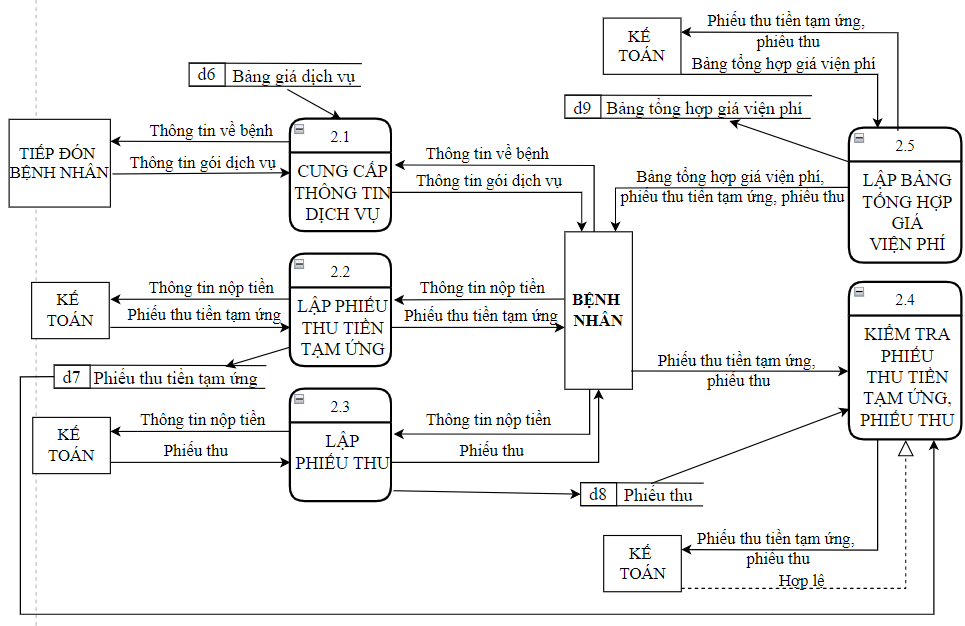 KẾ
TOÁN
Phiếu thu tiền tạm ứng,
phiêu thu
Bảng tổng hợp giá viện phí
d6 Bảng giá dịch vụ
d9 Bảng tổng hợp giá viện phí
TIẾP ĐÓN
BỆNH NHÂN
Thông tin về bệnh
Thông tin gói dịch vụ
2.1
CUNG CẤP
THÔNG TIN
DỊCH VỤ
Thông tin về bệnh
Thông tin gói dịch vụ
2.5
LẬP BẢNG
TỔNG HỢP
GIÁ
VIỆN PHÍ
Bảng tổng hợp giá viện phí,
phiếu thu tiền tạm ứng, phiếu thu
KẾ
TOÁN
Thông tin nộp tiền
Phiếu thu tiền tạm ứng
2.2
LẬP PHIẾU
THU TIỀN
TẠM ỨNG
Thông tin nộp tiền
Phiếu thu tiền tạm ứng
BỆNH
NHÂN
2.4
KIỂM TRA
PHIẾU
THU TIỀN
TẠM ỨNG,
PHIẾU THU
Phiếu thu tiền tạm ứng,
phiêu thu
d7 Phiếu thu tiền tạm ứng
KẾ
TOÁN
Thông tin nộp tiền
Phiếu thu
2.3
LẬP
PHIẾU THU
Thông tin nộp tiền
Phiếu thu
d8 Phiếu thu
KẾ
TOÁN
Phiếu thu tiền tạm ứng,
phiêu thu
Hợp lệ